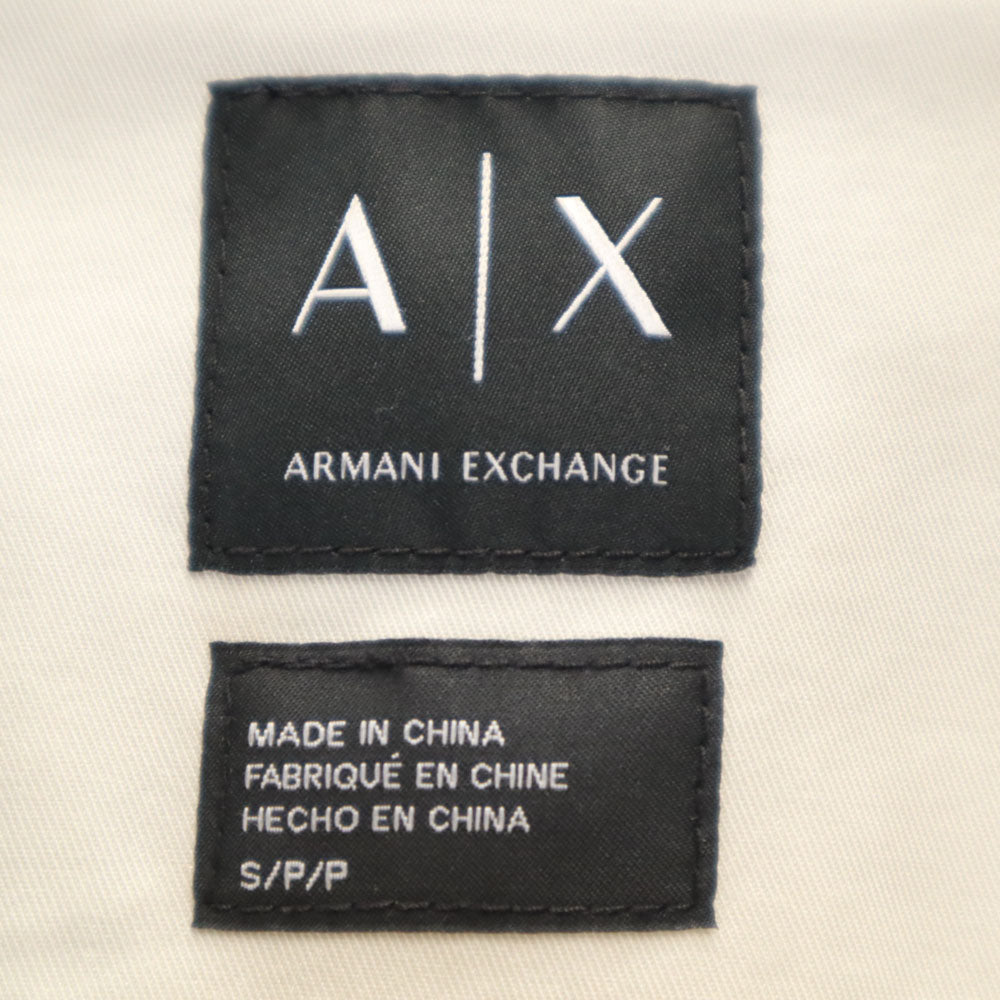 A|X
ARMANI EXCHANGE
MADE IN CHINA
FABRIQUÉ EN CHINE
HECHO EN CHINA
S/P/P